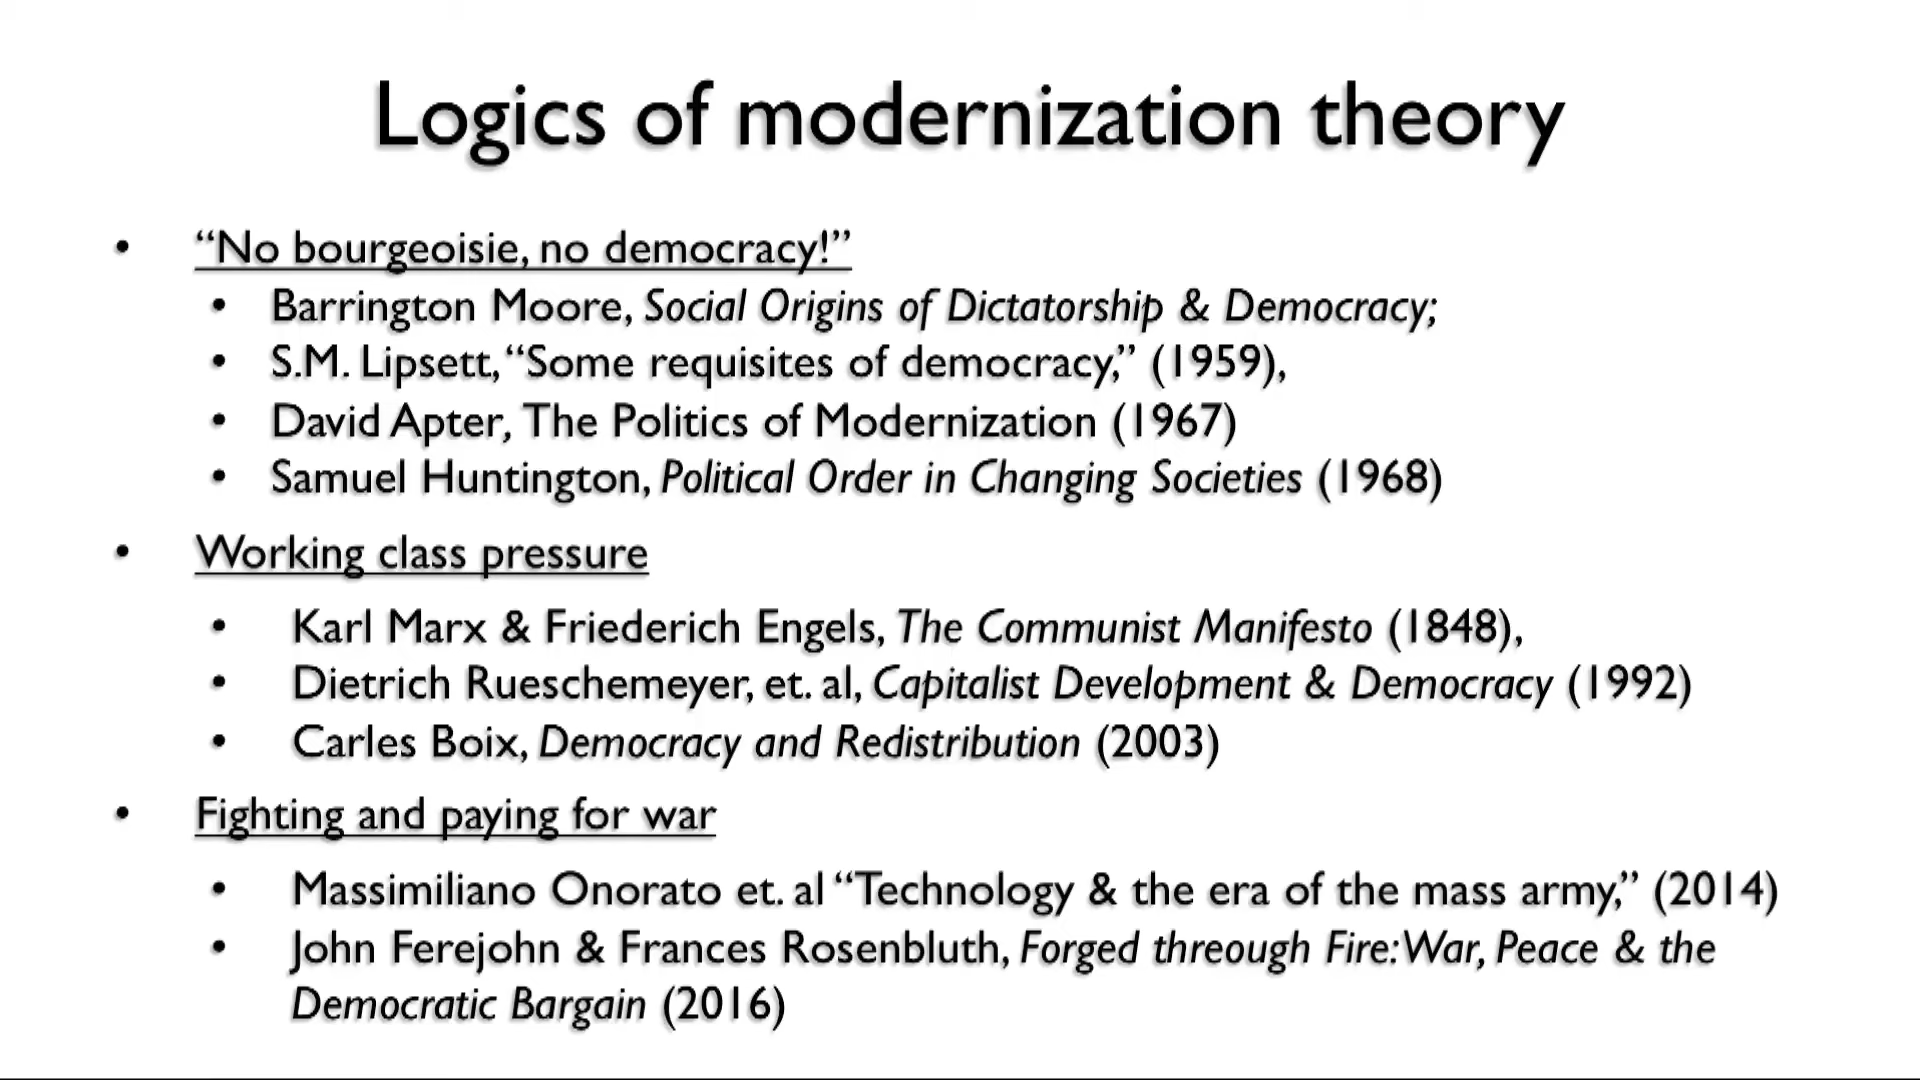 Logics of modernization theory
• “No bourgeoisie, no democracy!”
• Barrington Moore, Social Origins of Dictatorship & Democracy;
• S.M. Lipsett, “Some requisites of democracy,” (1959),
• David Apter, The Politics of Modernization (1967)
• Samuel Huntington, Political Order in Changing Societies (1968)
• Working class pressure
• Karl Marx & Friederich Engels, The Communist Manifesto (1848),
• Dietrich Rueschemeyer, et. al, Capitalist Development & Democracy (1992)
• Carles Boix, Democracy and Redistribution (2003)
• Fighting and paying for war
• Massimiliano Onorato et. al “Technology & the era of the mass army,” (2014)
• John Ferejohn & Frances Rosenbluth, Forged threough Fire: War, Peace & the
Democratic Bargain (2016)